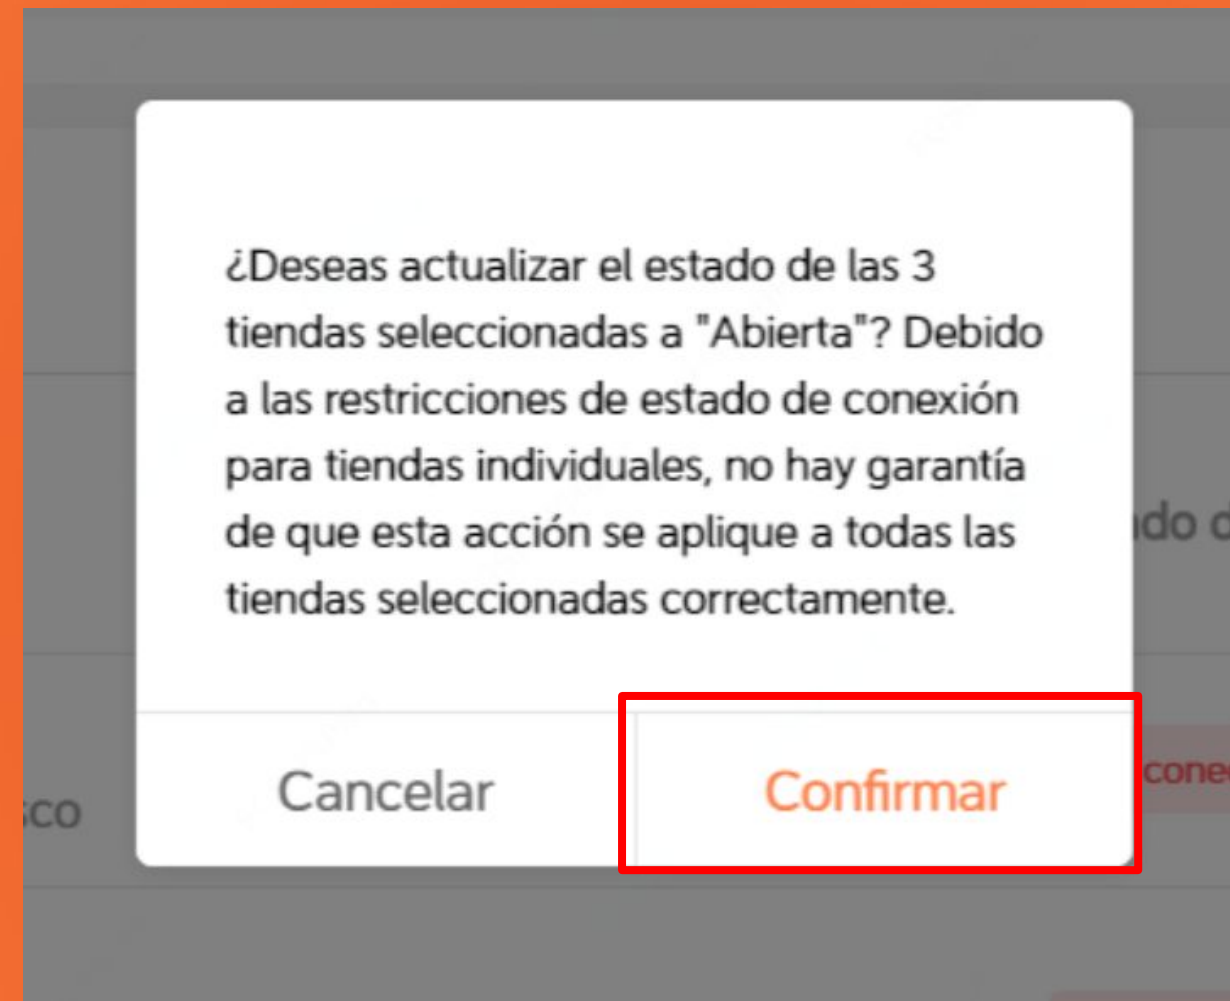 ¿Deseas actualizar el estado de las 3
tiendas seleccionadas a "Abierta"? Debido
a las restricciones de estado de conexión
para tiendas individuales, no hay garantía
de que esta acción se aplique a todas las
tiendas seleccionadas correctamente.
Cancelar
Confirmar